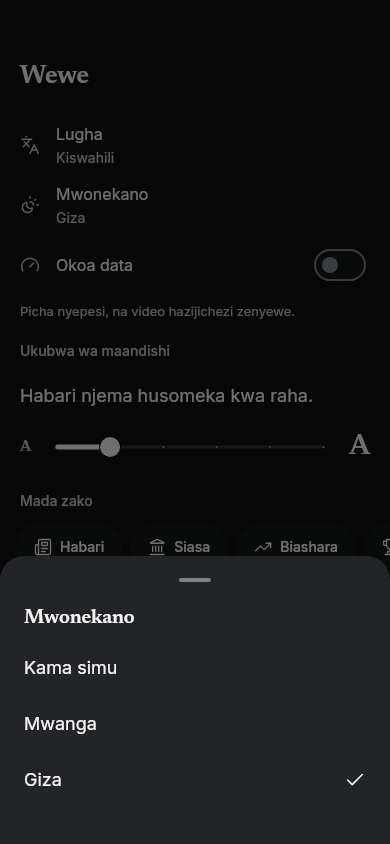 Wewe
Lugha
Kiswahili
Mwonekano
Giza
Okoa data
Picha nyepesi, na video hazijichezi zenyewe.
Ukubwa wa maandishi
Habari njema husomeka kwa raha.
A A
Mada zako
Habari Siasa Biashara
Mwonekano
Kama simu
Mwanga
Giza